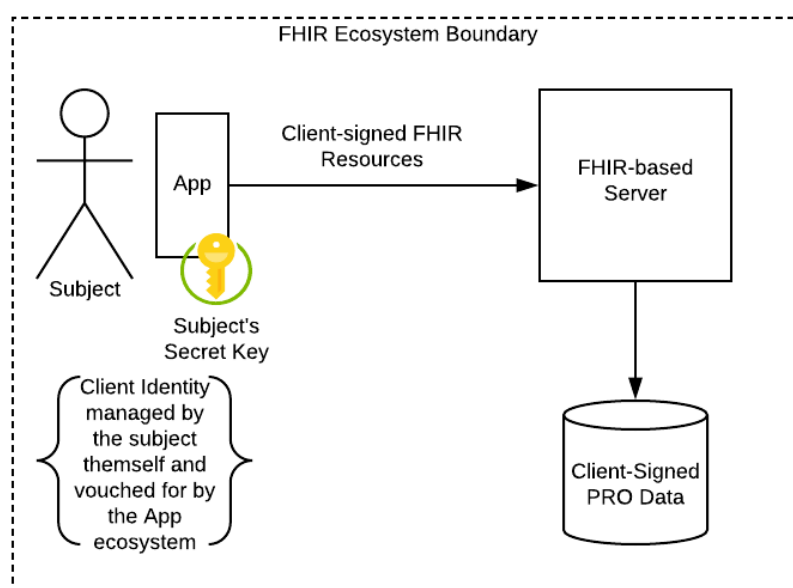 FHIR Ecosystem Boundary
Client-signed FHIR
Resources
App
FHIR-based
Server
Subject
Subject's
Secret Key
Client Identity
managed by
the subject
themself and
vouched for by
the App
ecosystem
Client-Signed
PRO Data